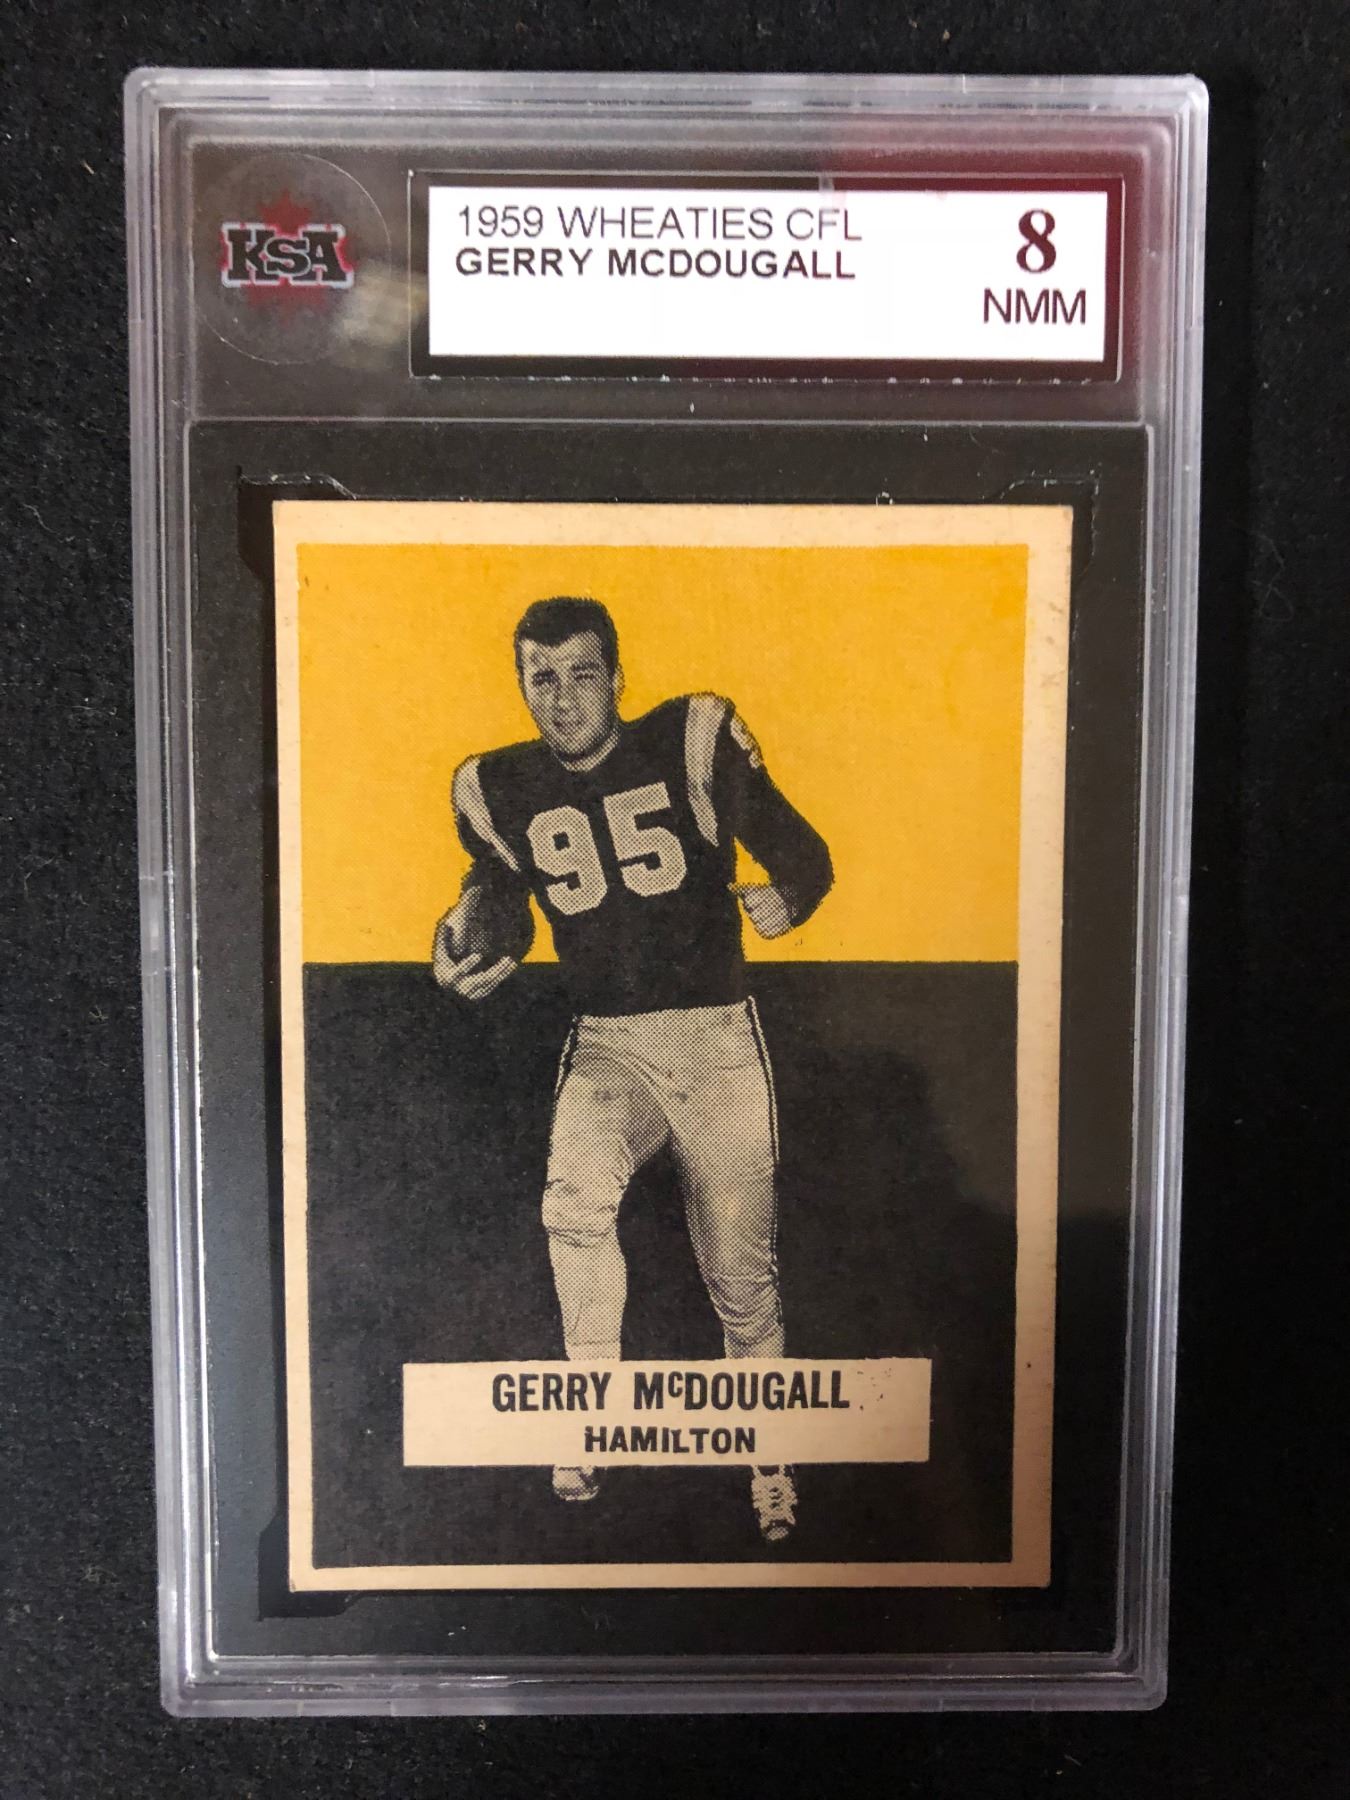 KSA
1959 WHEATIES CFL
GERRY MCDOUGALL
8
NMM
95
GERRY McDOUGALL
HAMILTON